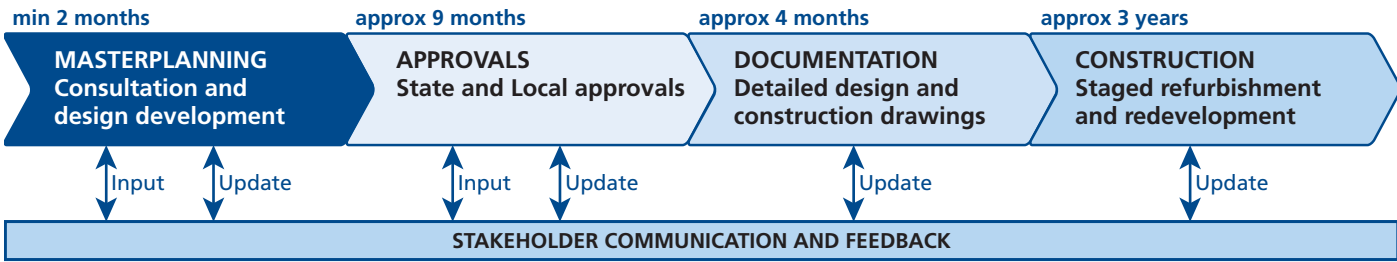 min 2 months
approx 9 months
approx 4 months
approx 3 years
MASTERPLANNING
Consultation and
design development
APPROVALS
State and Local approvals
DOCUMENTATION
Detailed design and
construction drawings
CONSTRUCTION
Staged refurbishment
and redevelopment
Input
Update
Input
Update
Update
Update
STAKEHOLDER COMMUNICATION AND FEEDBACK